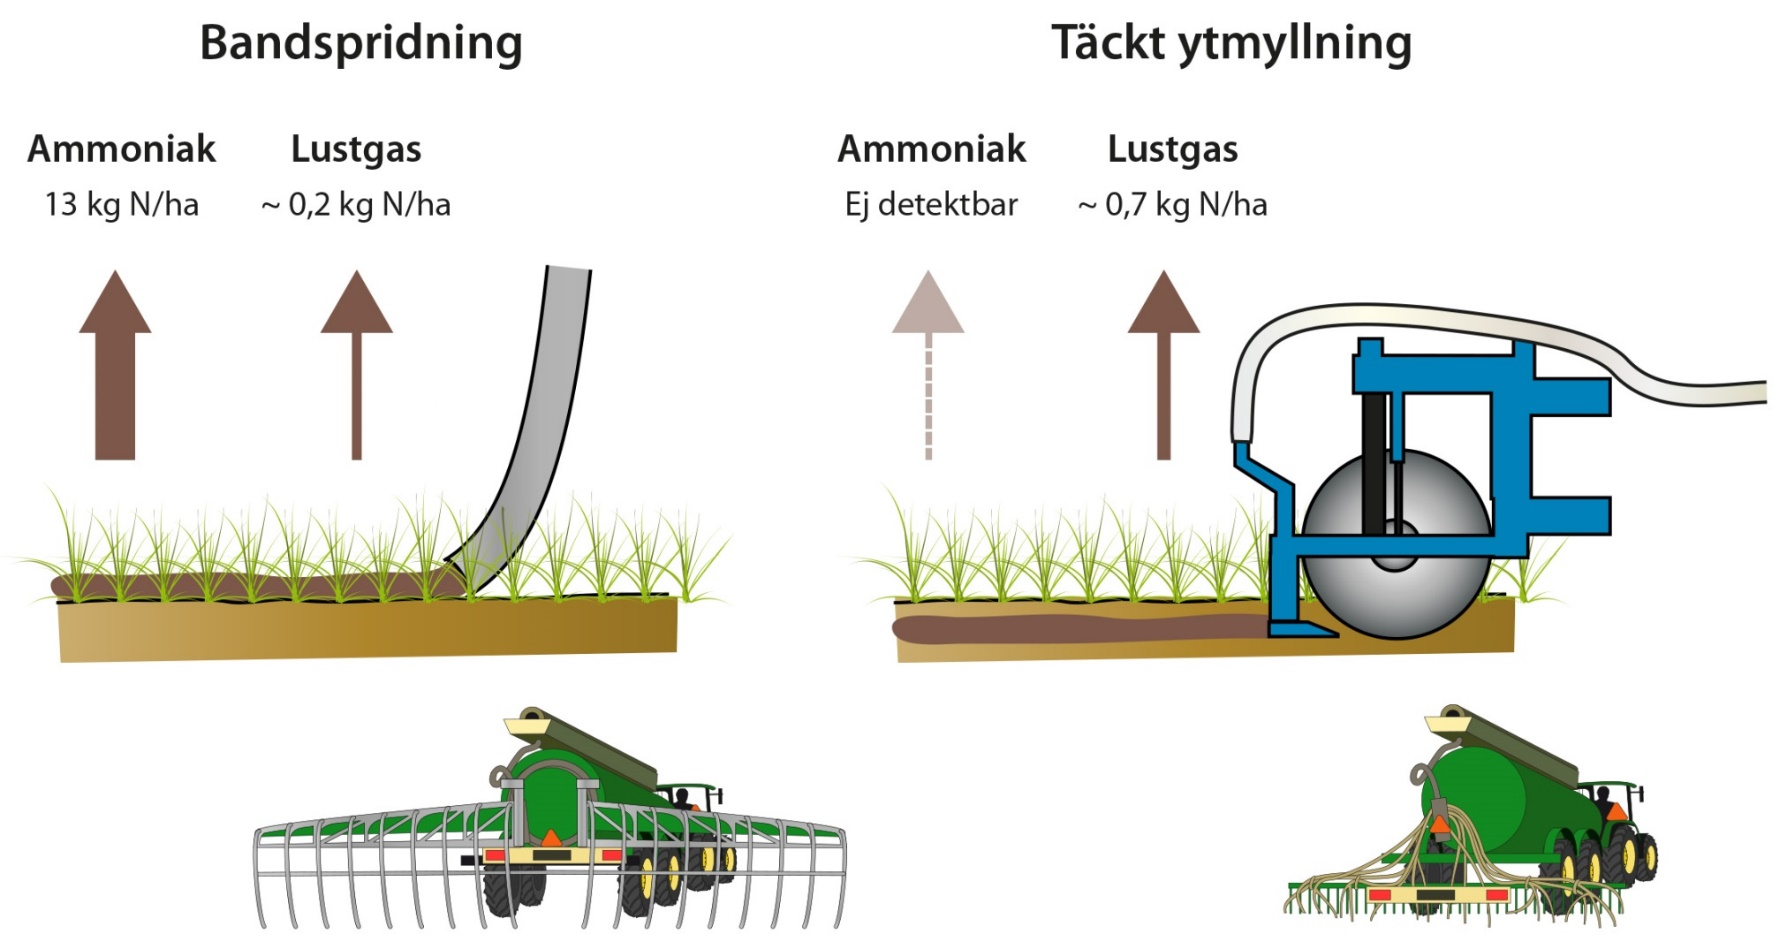 Bandspridning
Ammoniak
Lustgas
13 kg N/ha
~ 0,2 kg N/ha
Täckt ytmyllning
Ammoniak
Lustgas
Ej detektbar
~ 0,7 kg N/ha